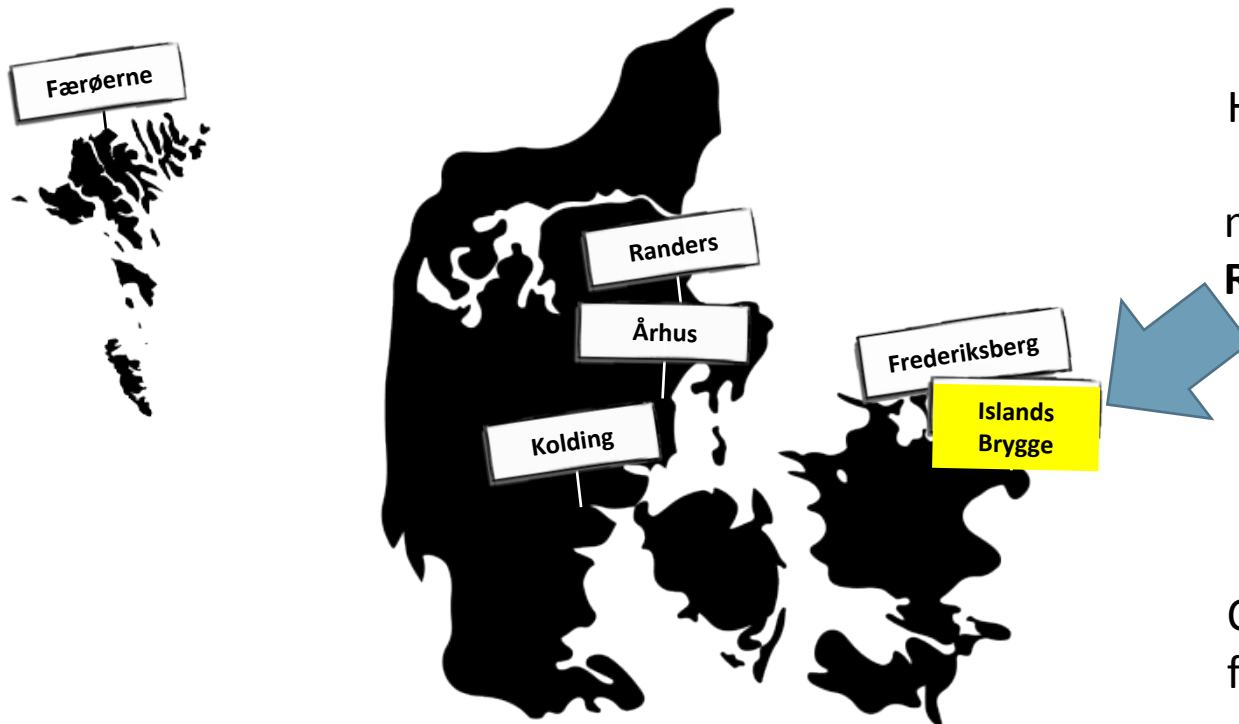 Færøerne
Randers
Århus
Frederiksberg
Islands
Brygge
Kolding